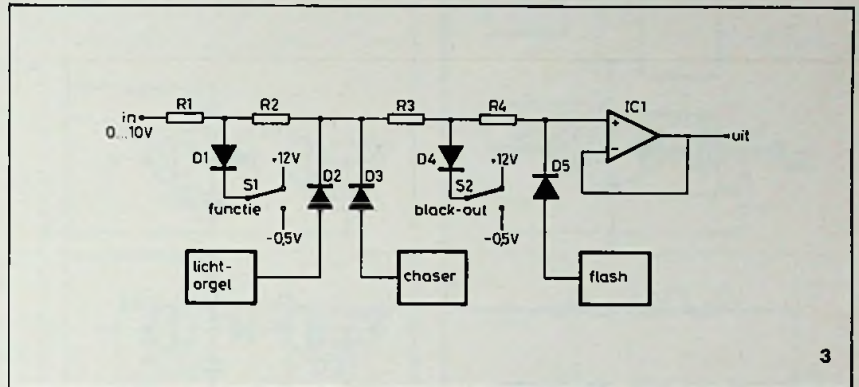 in
0...10V
R1
R2
R3
R4
IC1
D1
S1
functie
+12V
-0,5V
D2
D3
D4
S2
black-out
+12V
-0,5V
D5
+
-
uit
licht-
orgel
chaser
flash
3